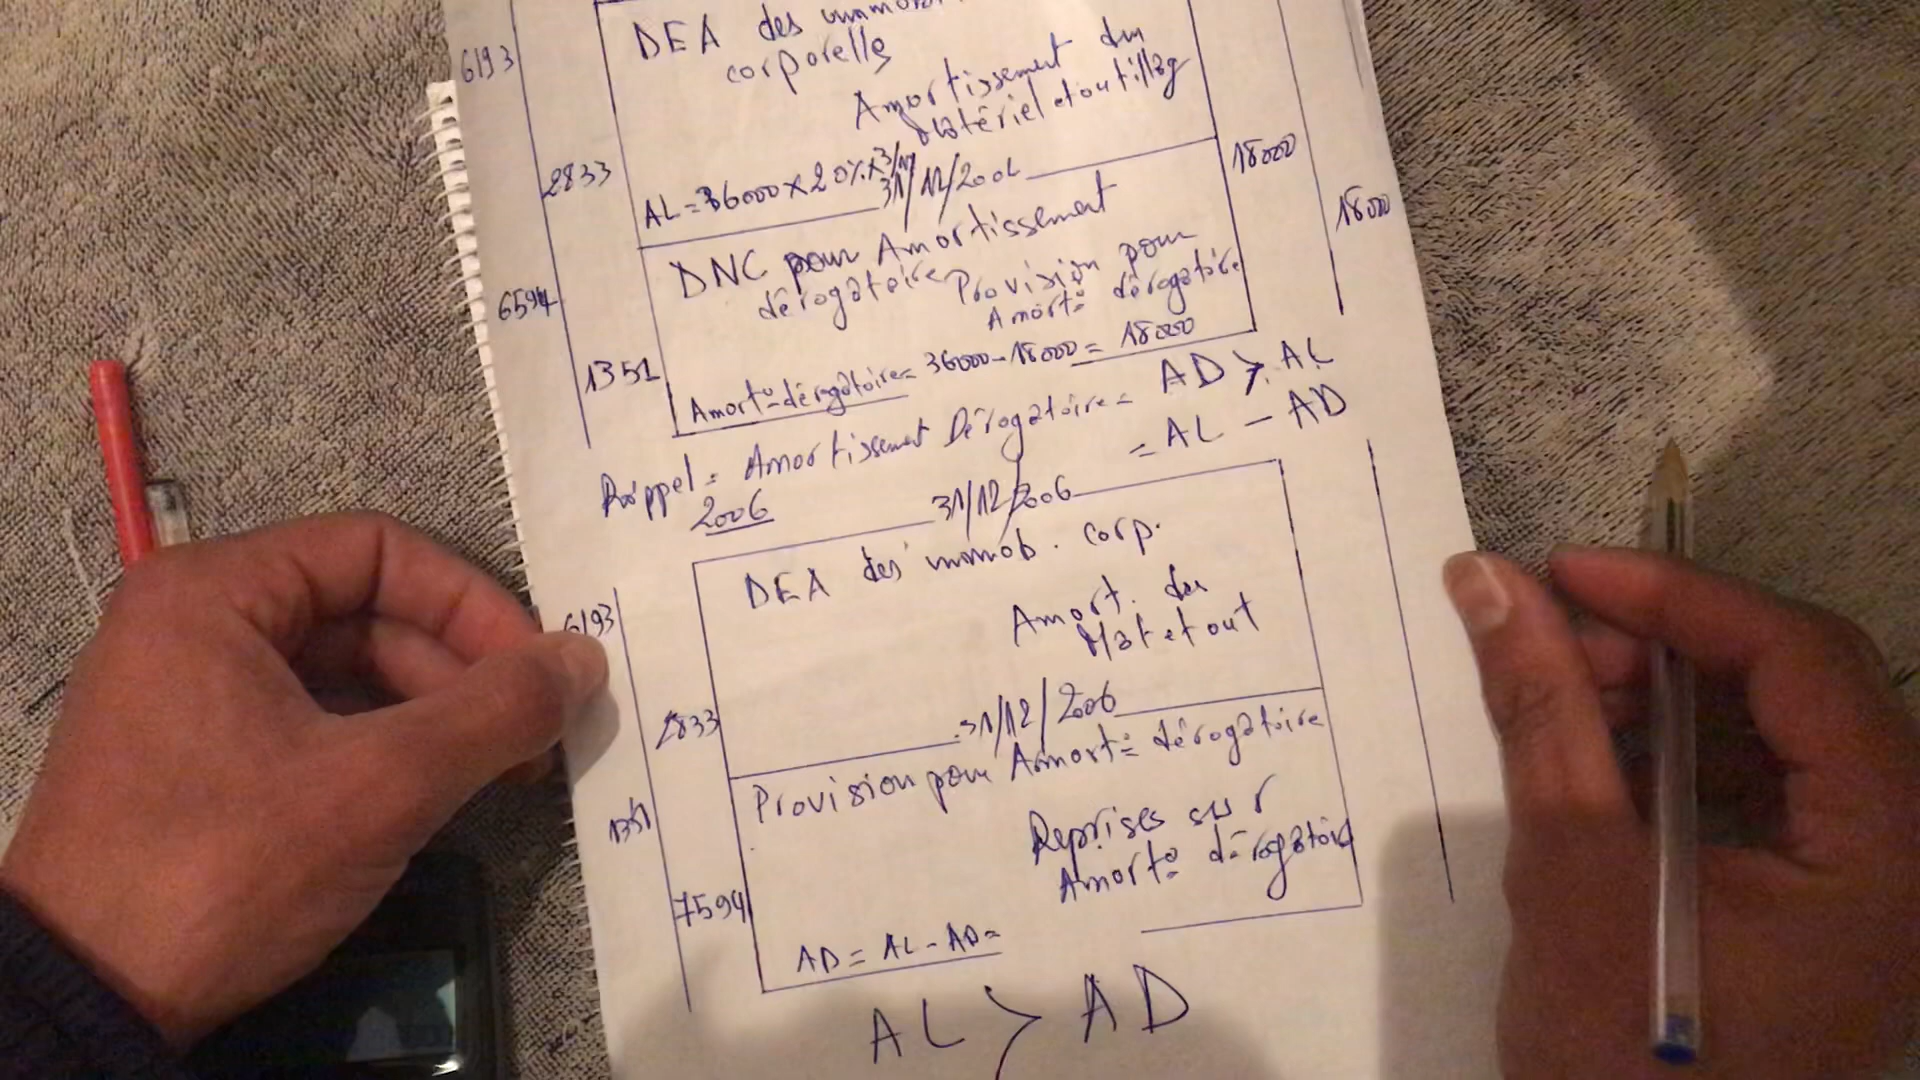 6193
DEA des immob
corporelle
Amortissement du
matériel et outillag
2833
AL = 36000 x 20% x 3/12
31/12/200
18000
18000
DNC pour Amortissement
dérogatoire
Provision pour
Amort= dérogatoire
6594
1351
Amort= dérogatoire = 36000 - 18000 = 18000
Rappel = Amortissement Dérogatoire = AD > AL
= AL - AD
2006
31/12/2006
6193
DEA des immob. corp.
Amort. du
Mat et out
2833
31/12/2006
1351
Provision pour Amort= dérogatoire
Reprises sur
Amort= dérogatoire
7594
AD = AL - AD =
AL > AD